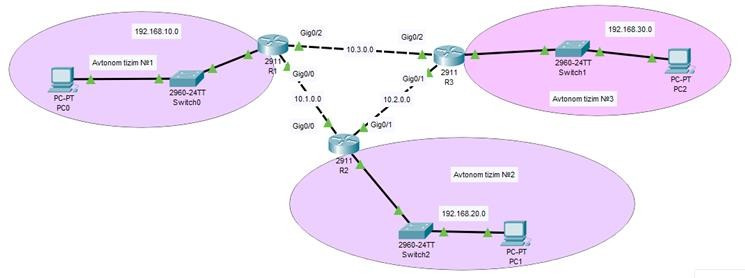 192.168.10.0
Avtonom tizim №1
PC-PT
PC0
2960-24TT
Switch0
2911
R1
Gig0/2
Gig0/0
10.3.0.0
Gig0/2
2911
R3
Gig0/1
192.168.30.0
2960-24TT
Switch1
PC-PT
PC2
Avtonom tizim №3
10.1.0.0
10.2.0.0
Gig0/0
Gig0/1
2911
R2
Avtonom tizim №2
192.168.20.0
2960-24TT
Switch2
PC-PT
PC1